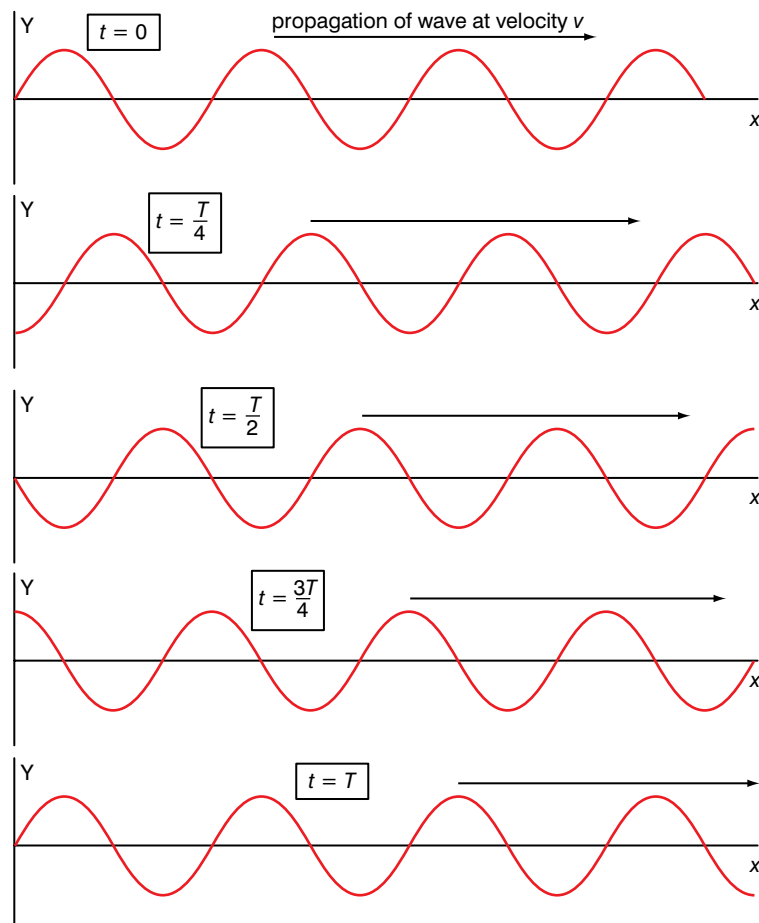 Y
t = 0
propagation of wave at velocity v
x
Y
t = T/4
x
Y
t = T/2
x
Y
t = 3T/4
x
Y
t = T
x